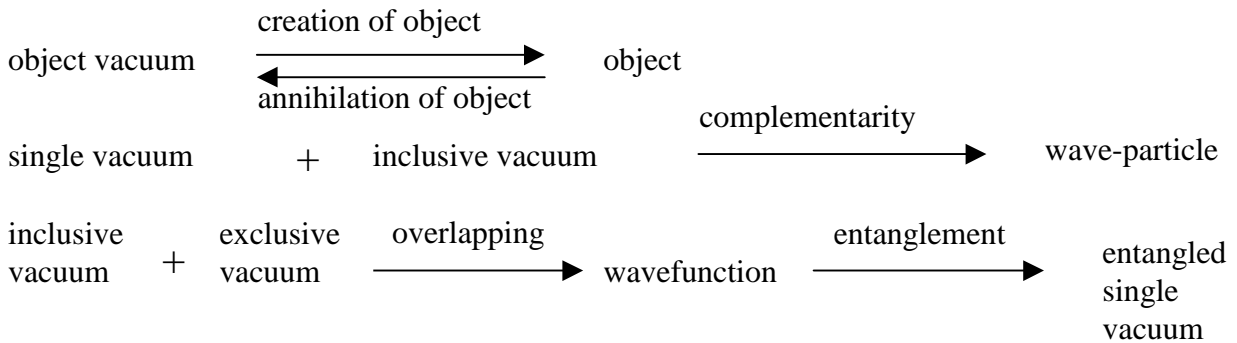 creation of object
object vacuum object
annihilation of object
complementarity
single vacuum + inclusive vacuum wave-particle
inclusive exclusive overlapping entanglement
vacuum + vacuum wavefunction entangled
single
vacuum